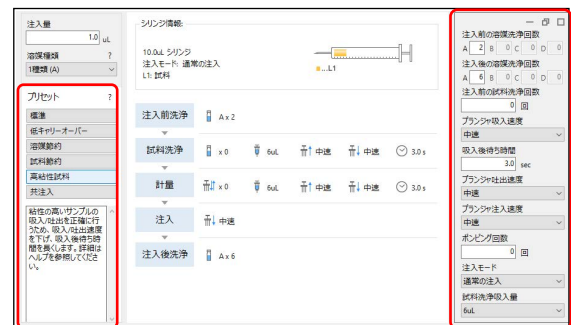 注入量
1.0 uL
溶媒種類 ?
1種類 (A)
プリセット ?
標準
低キャリーオーバー
溶媒節約
試料節約
高粘性試料
共注入
粘性の高いサンプルの
吸入/吐出を正確に行
うため、吸入/吐出速度
を下げ、吸入後待ち時
間を長くします。詳細は
ヘルプを参照してくださ
い。
シリンジ情報:
10.0uL シリンジ
注入モード: 通常の注入
L1: 試料
...L1
注入前洗浄 A x 2
試料洗浄 x 0 6uL 中速 中速 3.0 s
計量 x 0 6uL 中速 中速 3.0 s
注入 中速
注入後洗浄 A x 6
注入前の溶媒洗浄回数
A 2 B 0 C 0 D 0
注入後の溶媒洗浄回数
A 6 B 0 C 0 D 0
注入前の試料洗浄回数
0 回
プランジャ吸入速度
中速
吸入後待ち時間
3.0 sec
プランジャ吐出速度
中速
プランジャ注入速度
中速
ポンピング回数
0 回
注入モード
通常の注入
試料洗浄吸入量
6uL